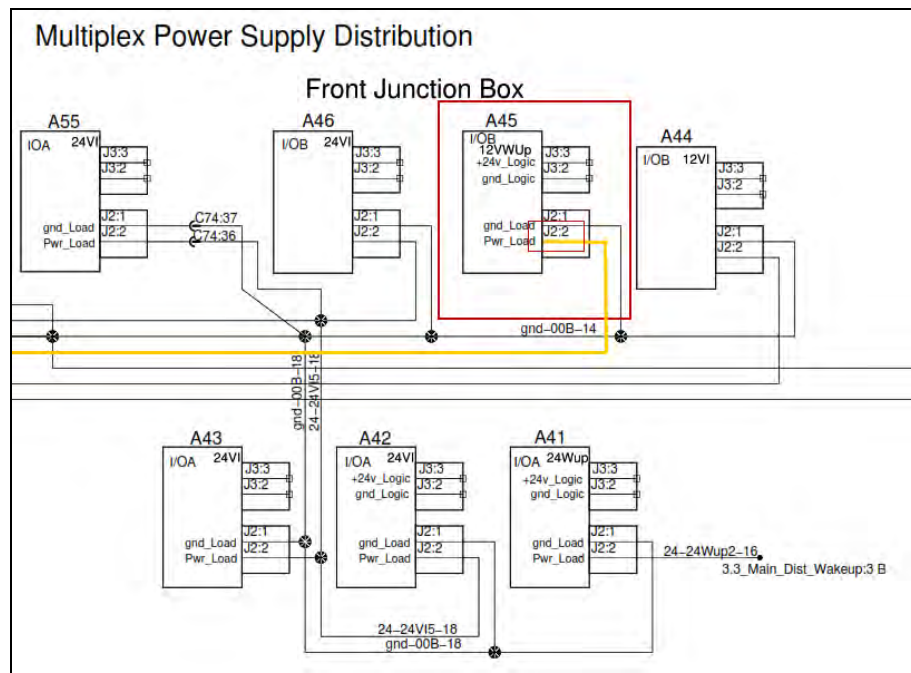 Multiplex Power Supply Distribution
Front Junction Box
A55
IOA 24VI
J3:3
J3:2
gnd_Load
Pwr_Load
J2:1
J2:2
C74:37
C74:36
A46
I/OB 24VI
J3:3
J3:2
J2:1
J2:2
A45
I/OB
12VWUp
+24v_Logic
gnd_Logic
J3:3
J3:2
gnd_Load
Pwr_Load
J2:1
J2:2
A44
I/OB 12VI
J3:3
J3:2
J2:1
J2:2
gnd-00B-14
gnd-00B-18
24-24VI5-18
A43
I/OA 24VI
J3:3
J3:2
gnd_Load
Pwr_Load
J2:1
J2:2
A42
I/OA 24VI
+24v_Logic
gnd_Logic
J3:3
J3:2
gnd_Load
Pwr_Load
J2:1
J2:2
A41
I/OA 24Wup
+24v_Logic
gnd_Logic
J3:3
J3:2
gnd_Load
Pwr_Load
J2:1
J2:2
24-24Wup2-16
3.3_Main_Dist_Wakeup:3 B
24-24VI5-18
gnd-00B-18